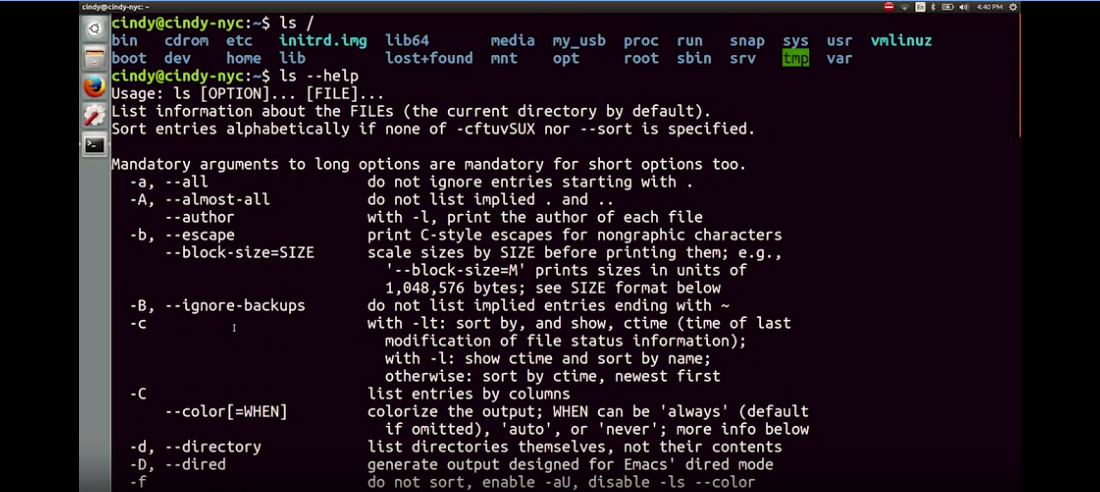 cindy@cindy-nyc: ~
En 4:40 PM
cindy@cindy-nyc:~$ ls /
bin cdrom etc initrd.img lib64 media my_usb proc run snap sys usr vmlinuz
boot dev home lib lost+found mnt opt root sbin srv tmp var
cindy@cindy-nyc:~$ ls --help
Usage: ls [OPTION]... [FILE]...
List information about the FILEs (the current directory by default).
Sort entries alphabetically if none of -cftuvSUX nor --sort is specified.
Mandatory arguments to long options are mandatory for short options too.
-a, --all do not ignore entries starting with .
-A, --almost-all do not list implied . and ..
--author with -l, print the author of each file
-b, --escape print C-style escapes for nongraphic characters
--block-size=SIZE scale sizes by SIZE before printing them; e.g.,
'--block-size=M' prints sizes in units of
1,048,576 bytes; see SIZE format below
-B, --ignore-backups do not list implied entries ending with ~
-c with -lt: sort by, and show, ctime (time of last
modification of file status information);
with -l: show ctime and sort by name;
otherwise: sort by ctime, newest first
-C list entries by columns
--color[=WHEN] colorize the output; WHEN can be 'always' (default
if omitted), 'auto', or 'never'; more info below
-d, --directory list directories themselves, not their contents
-D, --dired generate output designed for Emacs' dired mode
-f do not sort, enable -aU, disable -ls --color